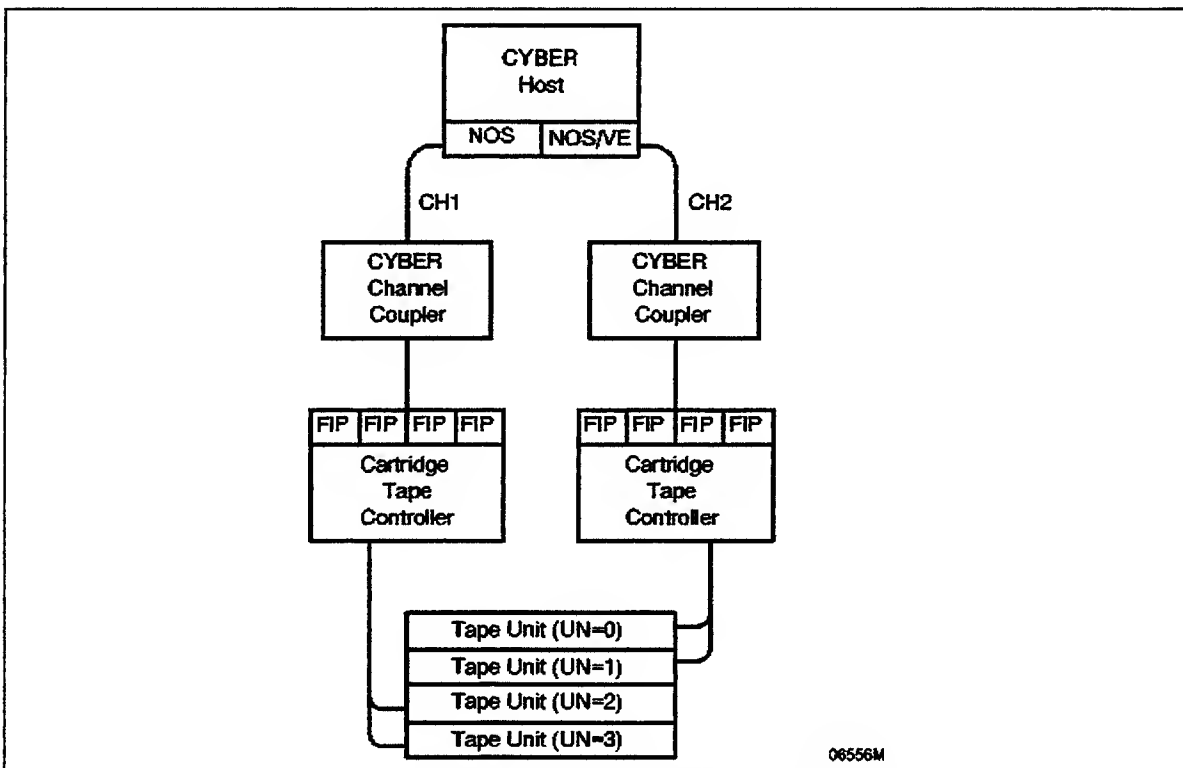 CYBER
Host
NOS NOS/VE
CH1 CH2
CYBER
Channel
Coupler
CYBER
Channel
Coupler
FIP FIP FIP FIP
Cartridge
Tape
Controller
FIP FIP FIP FIP
Cartridge
Tape
Controller
Tape Unit (UN=0)
Tape Unit (UN=1)
Tape Unit (UN=2)
Tape Unit (UN=3)
06556M